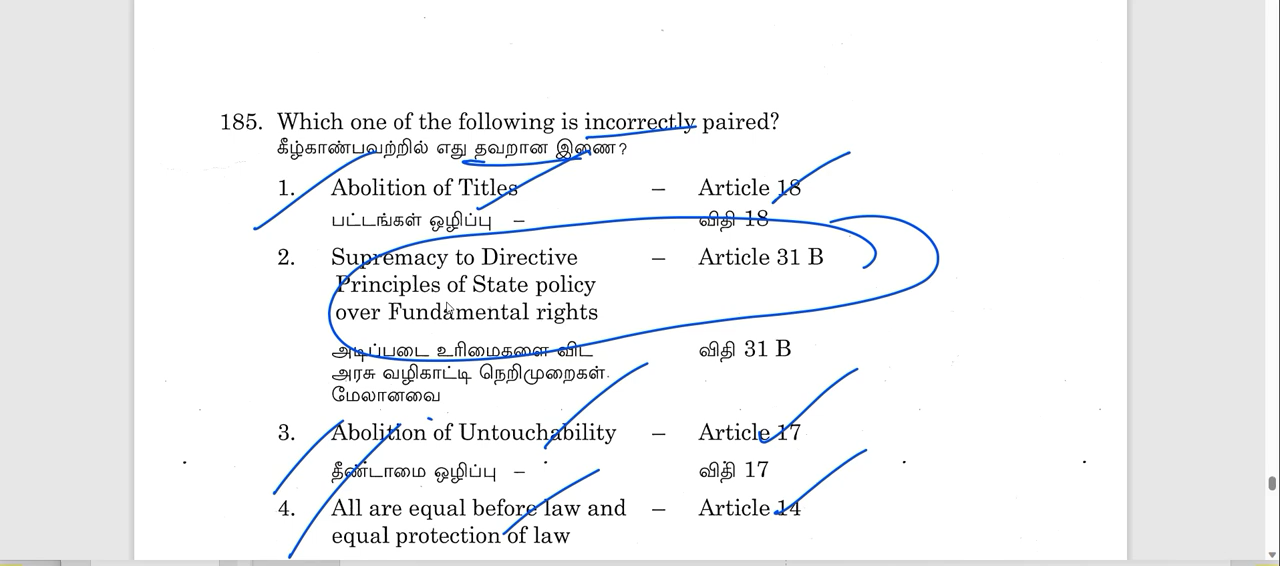 185. Which one of the following is incorrectly paired?
கீழ்காண்பவற்றில் எது தவறான இணை?
1. Abolition of Titles – Article 18
பட்டங்கள் ஒழிப்பு – விதி 18
2. Supremacy to Directive – Article 31 B
Principles of State policy
over Fundamental rights
அடிப்படை உரிமைகளை விட விதி 31 B
அரசு வழிகாட்டி நெறிமுறைகள்
மேலானவை
3. Abolition of Untouchability – Article 17
தீண்டாமை ஒழிப்பு – விதி 17
4. All are equal before law and – Article 14
equal protection of law